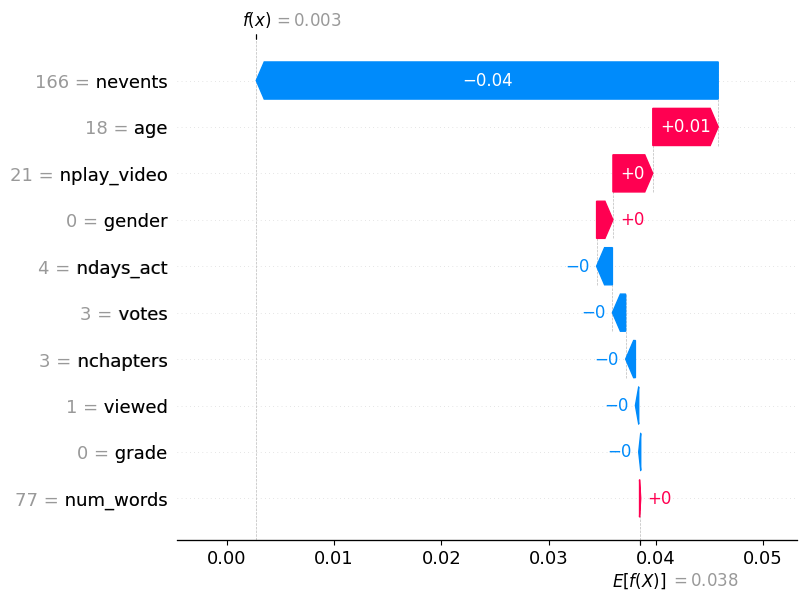 f(x) = 0.003
166 = nevents
−0.04
18 = age
+0.01
21 = nplay_video
+0
0 = gender
+0
4 = ndays_act
−0
3 = votes
−0
3 = nchapters
−0
1 = viewed
−0
0 = grade
−0
77 = num_words
+0
0.00 0.01 0.02 0.03 0.04 0.05
E[f(X)] = 0.038